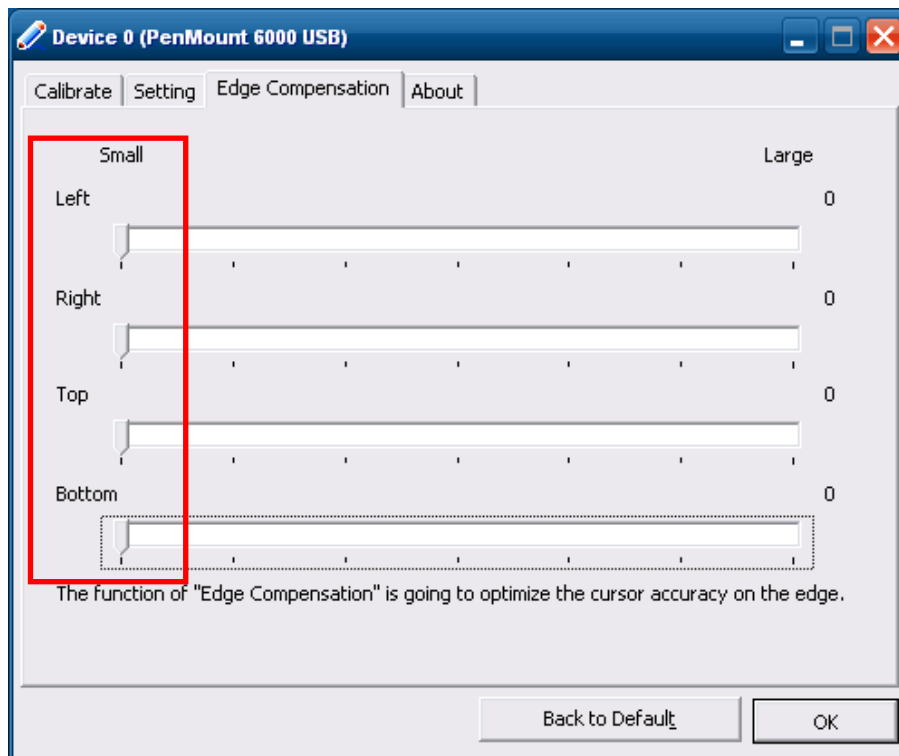 Device 0 (PenMount 6000 USB)
Calibrate Setting Edge Compensation About
Small Large
Left 0
Right 0
Top 0
Bottom 0
The function of "Edge Compensation" is going to optimize the cursor accuracy on the edge.
Back to Default OK